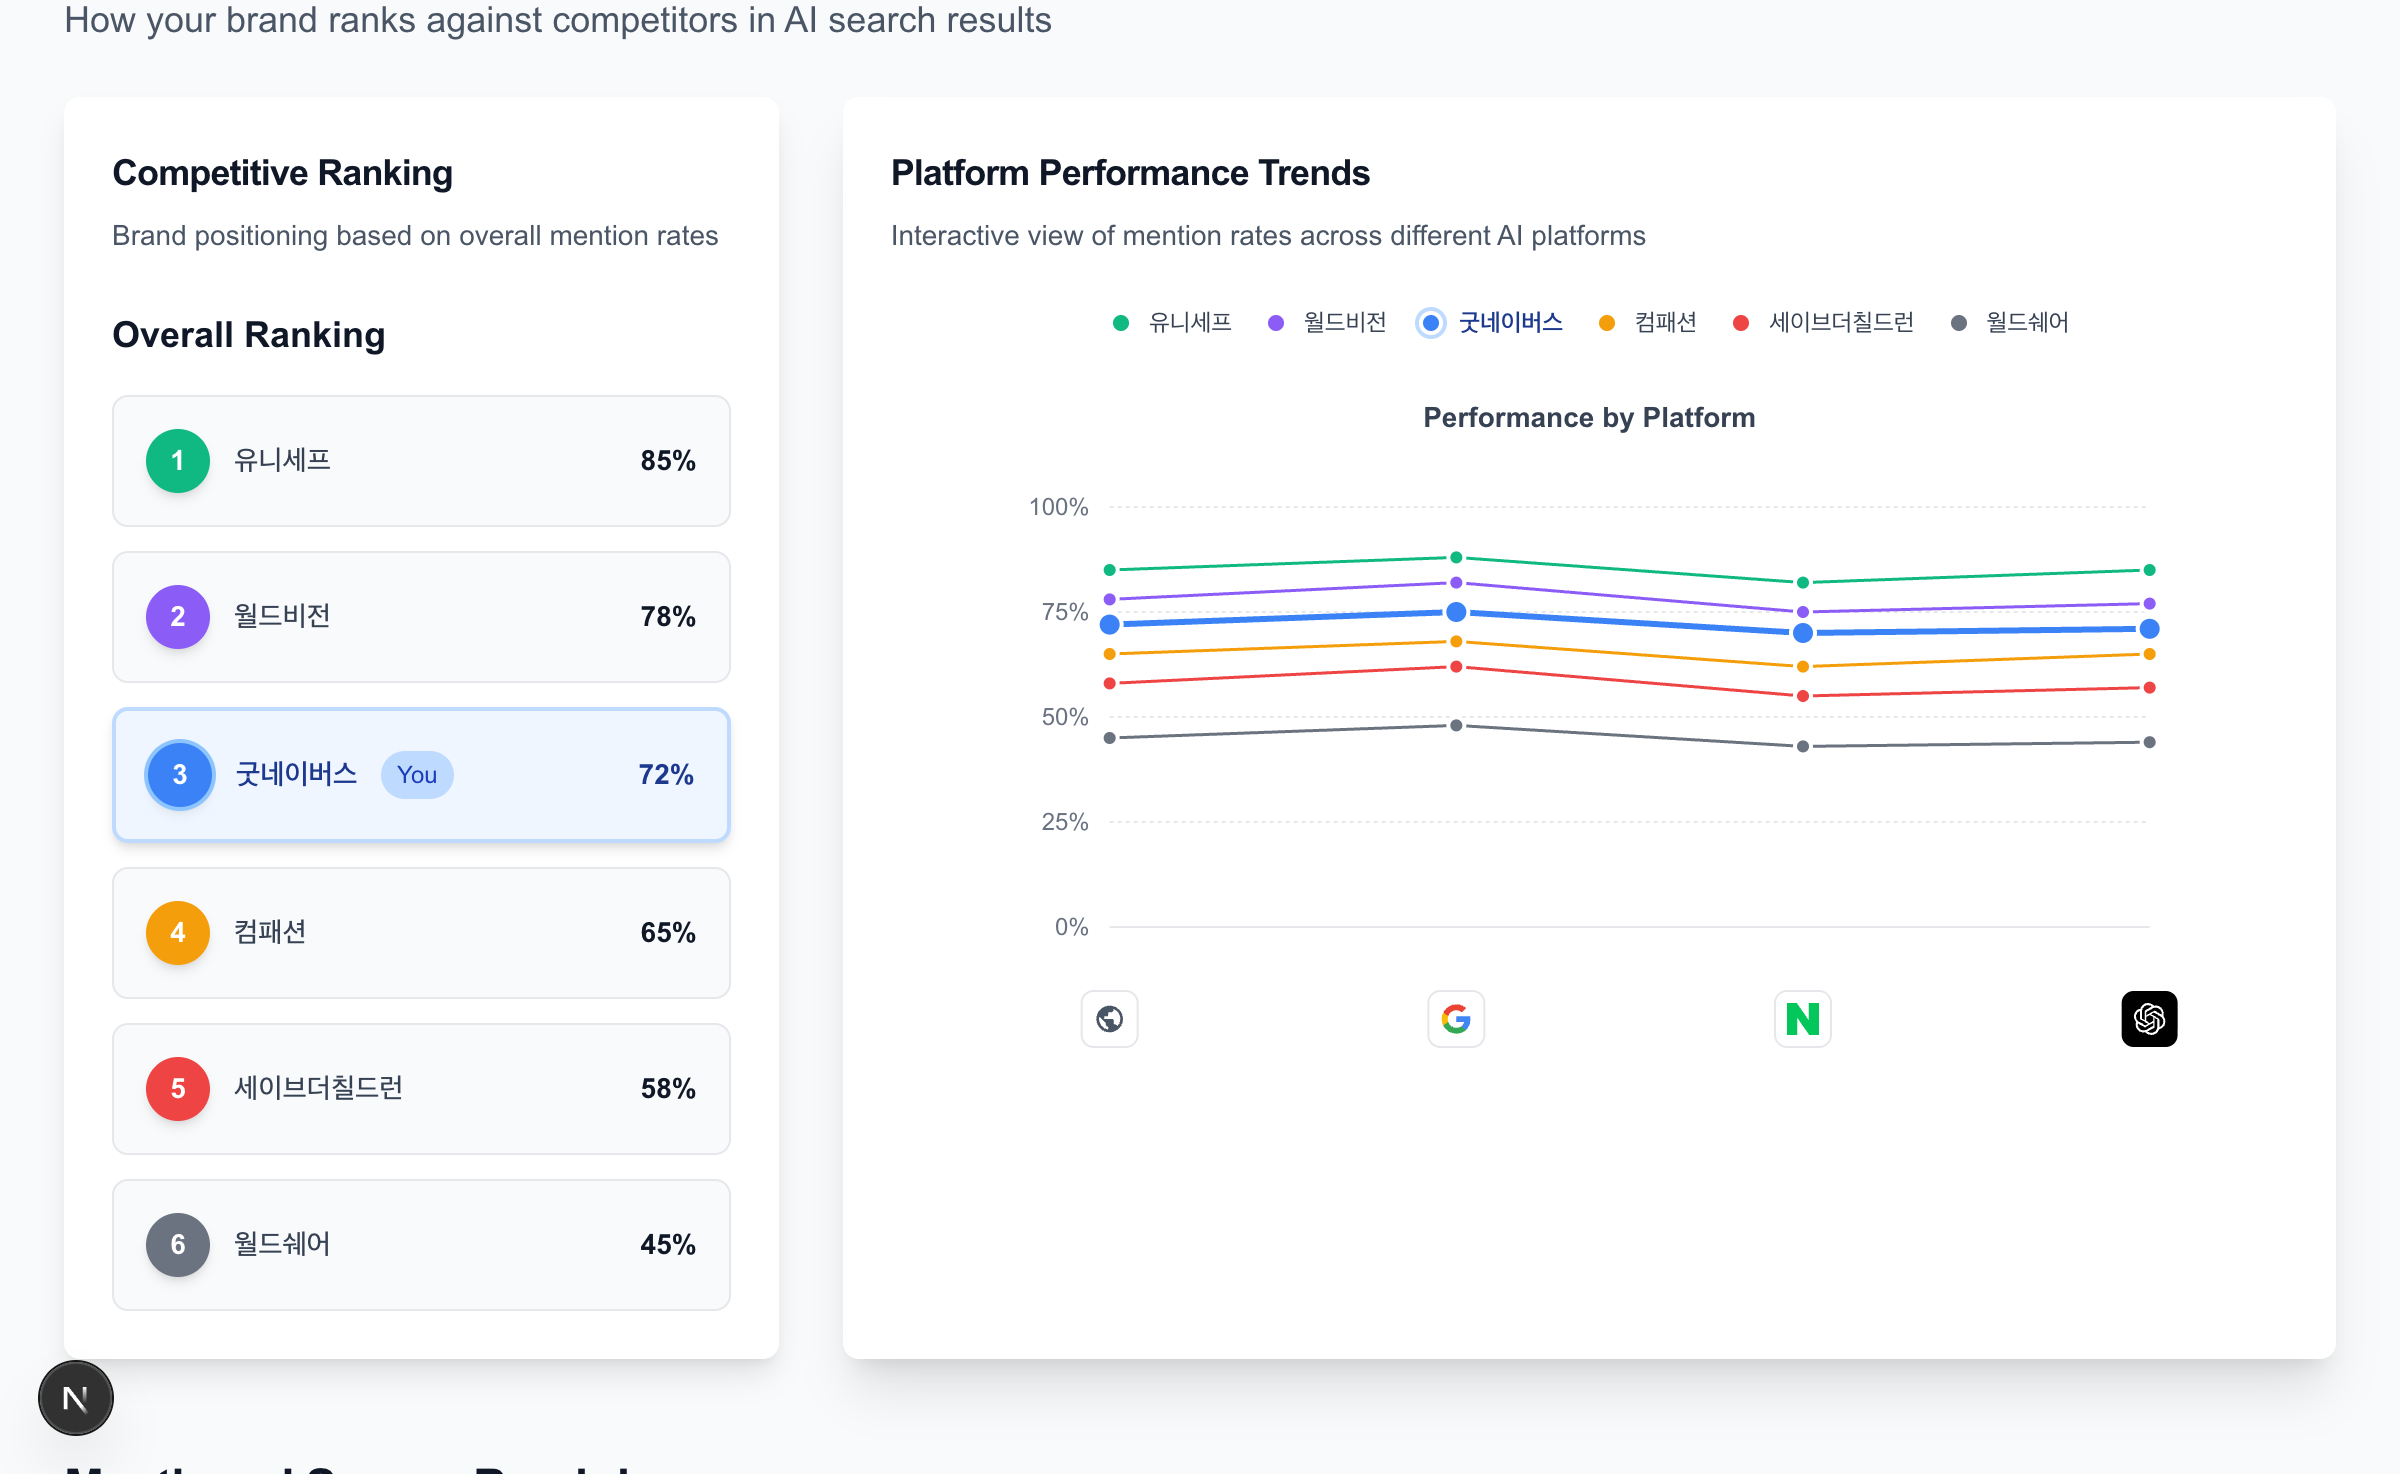 How your brand ranks against competitors in AI search results
Competitive Ranking
Brand positioning based on overall mention rates
Overall Ranking
1 유니세프 85%
2 월드비전 78%
3 굿네이버스 You 72%
4 컴패션 65%
5 세이브더칠드런 58%
6 월드쉐어 45%
Platform Performance Trends
Interactive view of mention rates across different AI platforms
유니세프 월드비전 굿네이버스 컴패션 세이브더칠드런 월드쉐어
Performance by Platform
100%
75%
50%
25%
0%